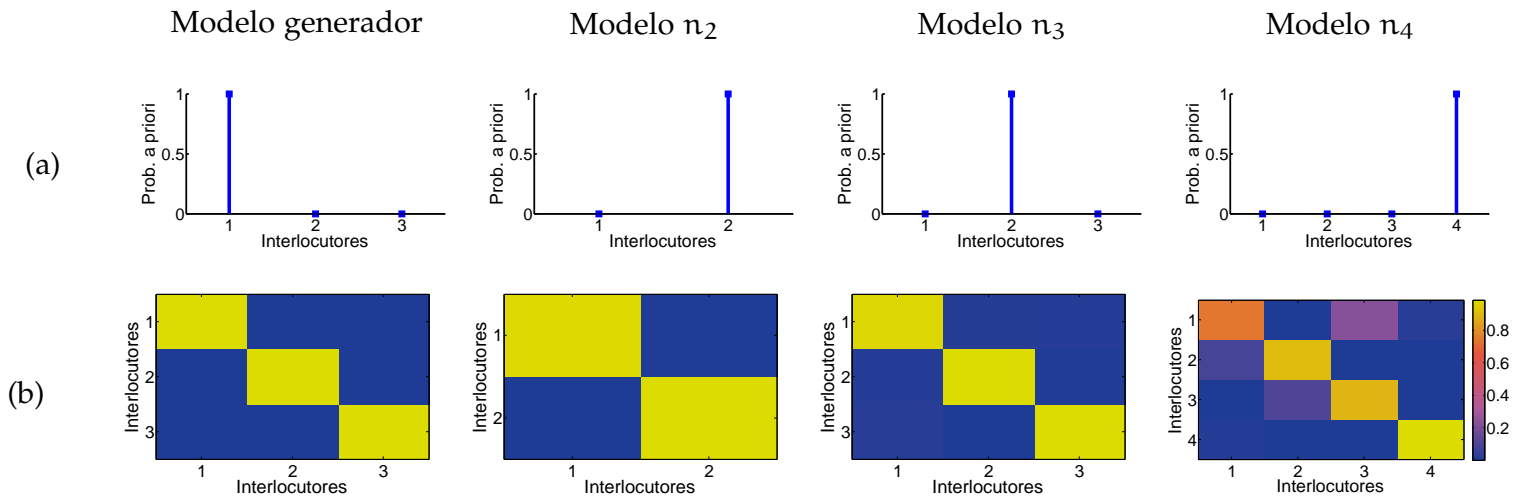 Modelo generador
Modelo n₂
Modelo n₃
Modelo n₄
(a)
Prob. a priori
1
0.5
0
1 2 3
Interlocutores
Prob. a priori
1
0.5
0
1 2
Interlocutores
Prob. a priori
1
0.5
0
1 2 3
Interlocutores
Prob. a priori
1
0.5
0
1 2 3 4
Interlocutores
(b)
Interlocutores
1
2
3
1 2 3
Interlocutores
Interlocutores
1
2
1 2
Interlocutores
Interlocutores
1
2
3
1 2 3
Interlocutores
Interlocutores
1
2
3
4
1 2 3 4
Interlocutores
0.8
0.6
0.4
0.2